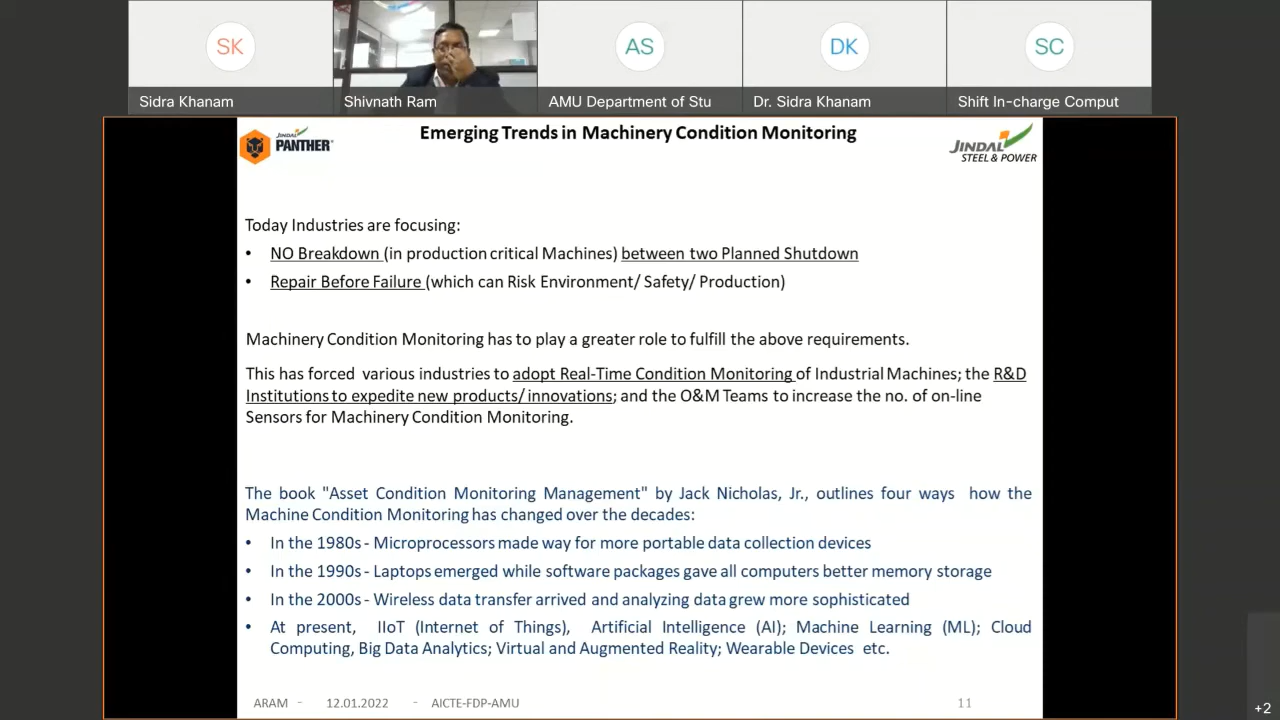 SK
AS
DK
SC
Sidra Khanam
Shivnath Ram
AMU Department of Stu
Dr. Sidra Khanam
Shift In-charge Comput
JINDAL
PANTHER
Emerging Trends in Machinery Condition Monitoring
JINDAL
STEEL & POWER
Today Industries are focusing:
• NO Breakdown (in production critical Machines) between two Planned Shutdown
• Repair Before Failure (which can Risk Environment/ Safety/ Production)
Machinery Condition Monitoring has to play a greater role to fulfill the above requirements.
This has forced various industries to adopt Real-Time Condition Monitoring of Industrial Machines; the R&D
Institutions to expedite new products/innovations; and the O&M Teams to increase the no. of on-line
Sensors for Machinery Condition Monitoring.
The book "Asset Condition Monitoring Management" by Jack Nicholas, Jr., outlines four ways how the
Machine Condition Monitoring has changed over the decades:
• In the 1980s - Microprocessors made way for more portable data collection devices
• In the 1990s - Laptops emerged while software packages gave all computers better memory storage
• In the 2000s - Wireless data transfer arrived and analyzing data grew more sophisticated
• At present, IIoT (Internet of Things), Artificial Intelligence (AI); Machine Learning (ML); Cloud
Computing, Big Data Analytics; Virtual and Augmented Reality; Wearable Devices etc.
ARAM - 12.01.2022 - AICTE-FDP-AMU 11
+2